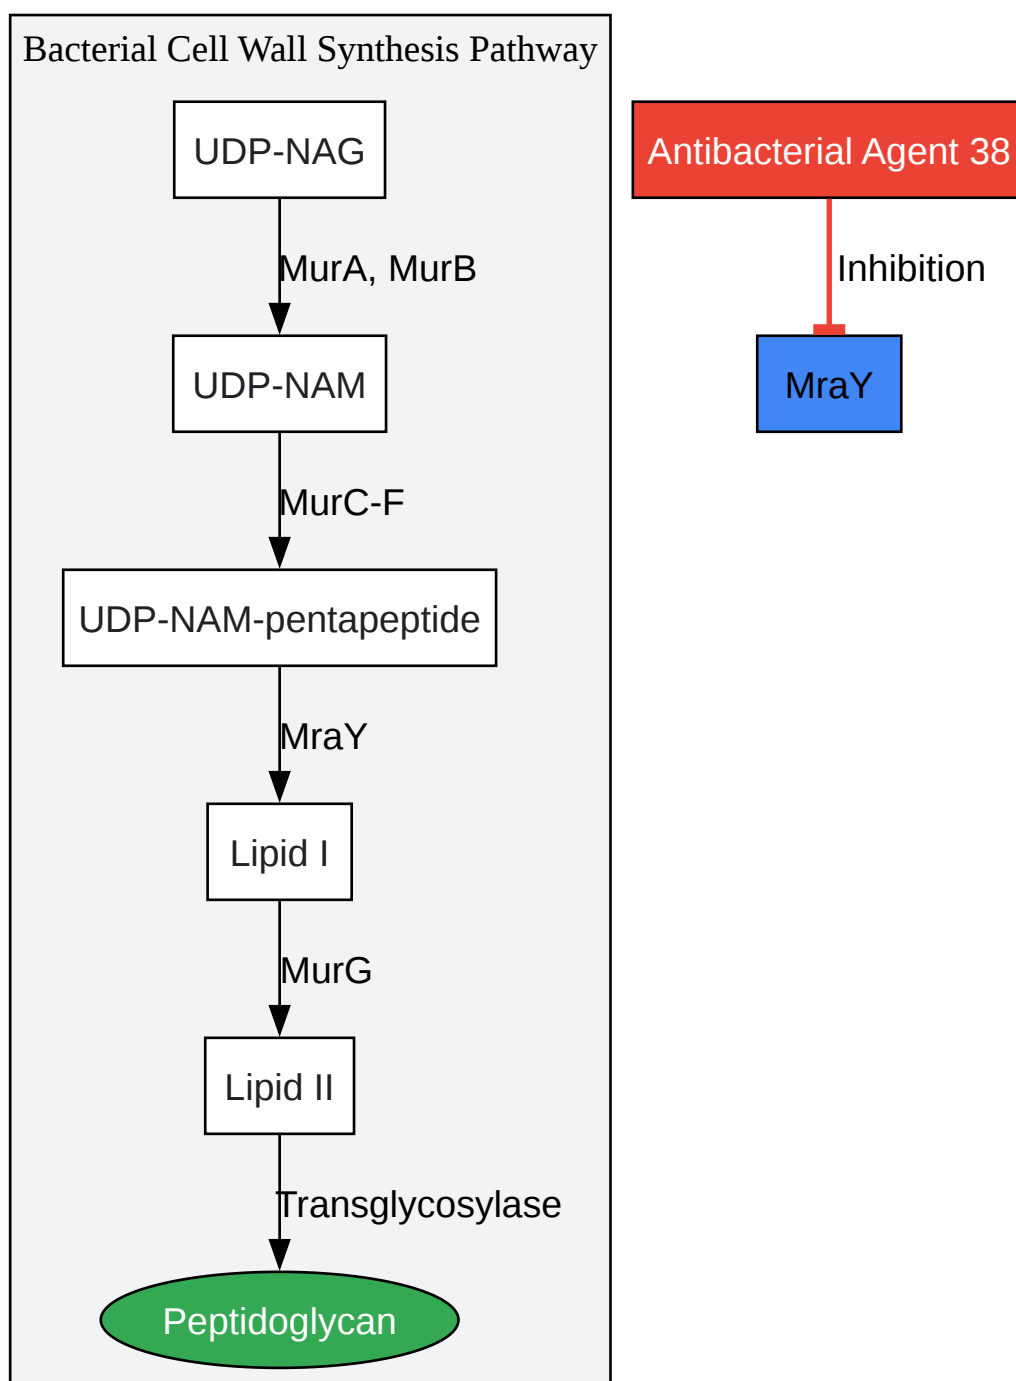 Bacterial Cell Wall Synthesis Pathway
UDP-NAG
MurA, MurB
UDP-NAM
MurC-F
UDP-NAM-pentapeptide
MraY
Lipid I
MurG
Lipid II
Transglycosylase
Peptidoglycan
Antibacterial Agent 38
Inhibition
MraY